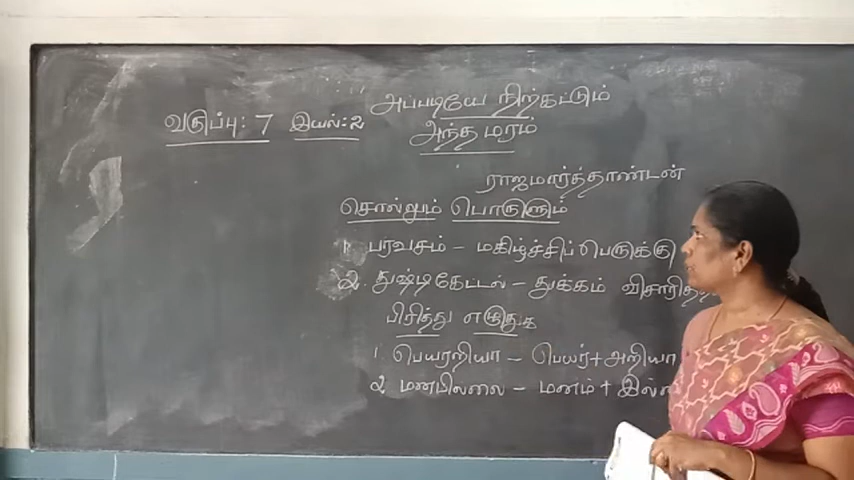 அப்படியே நிற்கட்டும்
வகுப்பு: 7 இயல்: 2 அந்த மரம்
ராஜமார்த்தாண்டன்
சொல்லும் பொருளும்
1. பரவசம் – மகிழ்ச்சிப் பெருக்கு
2. துஷ்டிகேட்டல் – துக்கம்
பிரித்து எழுதுக
1. பெயரறியா – பெயர்+அறியா
2. மனமில்லை – மனம் +